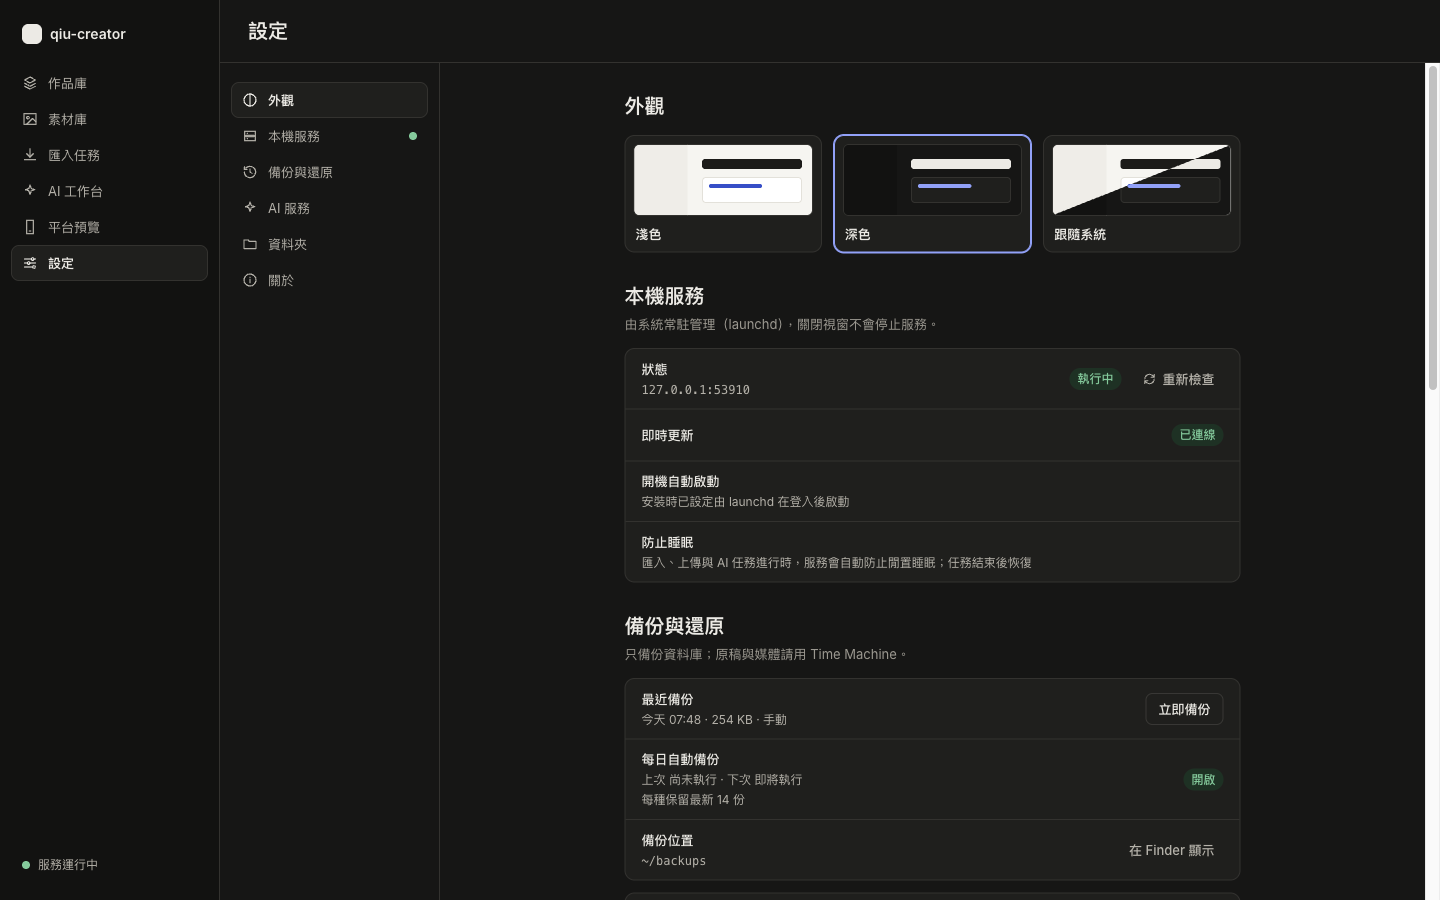 qiu-creator
作品庫
素材庫
匯入任務
AI 工作台
平台預覽
設定
服務運行中
設定
外觀
本機服務
備份與還原
AI 服務
資料夾
關於
外觀
淺色
深色
跟隨系統
本機服務
由系統常駐管理（launchd），關閉視窗不會停止服務。
狀態
127.0.0.1:53910
執行中
重新檢查
即時更新
已連線
開機自動啟動
安裝時已設定由 launchd 在登入後啟動
防止睡眠
匯入、上傳與 AI 任務進行時，服務會自動防止閒置睡眠；任務結束後恢復
備份與還原
只備份資料庫；原稿與媒體請用 Time Machine。
最近備份
今天 07:48 · 254 KB · 手動
立即備份
每日自動備份
上次 尚未執行 · 下次 即將執行
每種保留最新 14 份
開啟
備份位置
~/backups
在 Finder 顯示